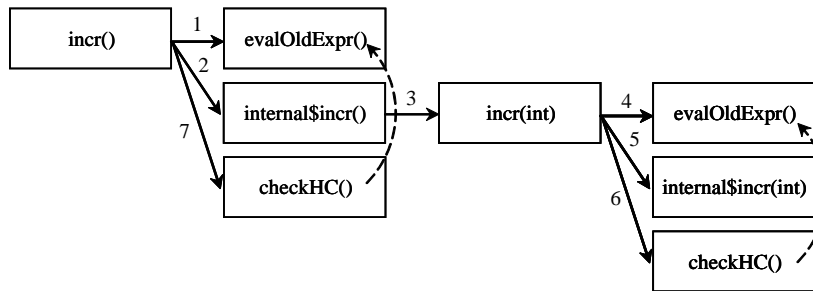 incr()
1
evalOldExpr()
2
internal$incr()
7
checkHC()
3
incr(int)
4
evalOldExpr()
5
internal$incr(int)
6
checkHC()